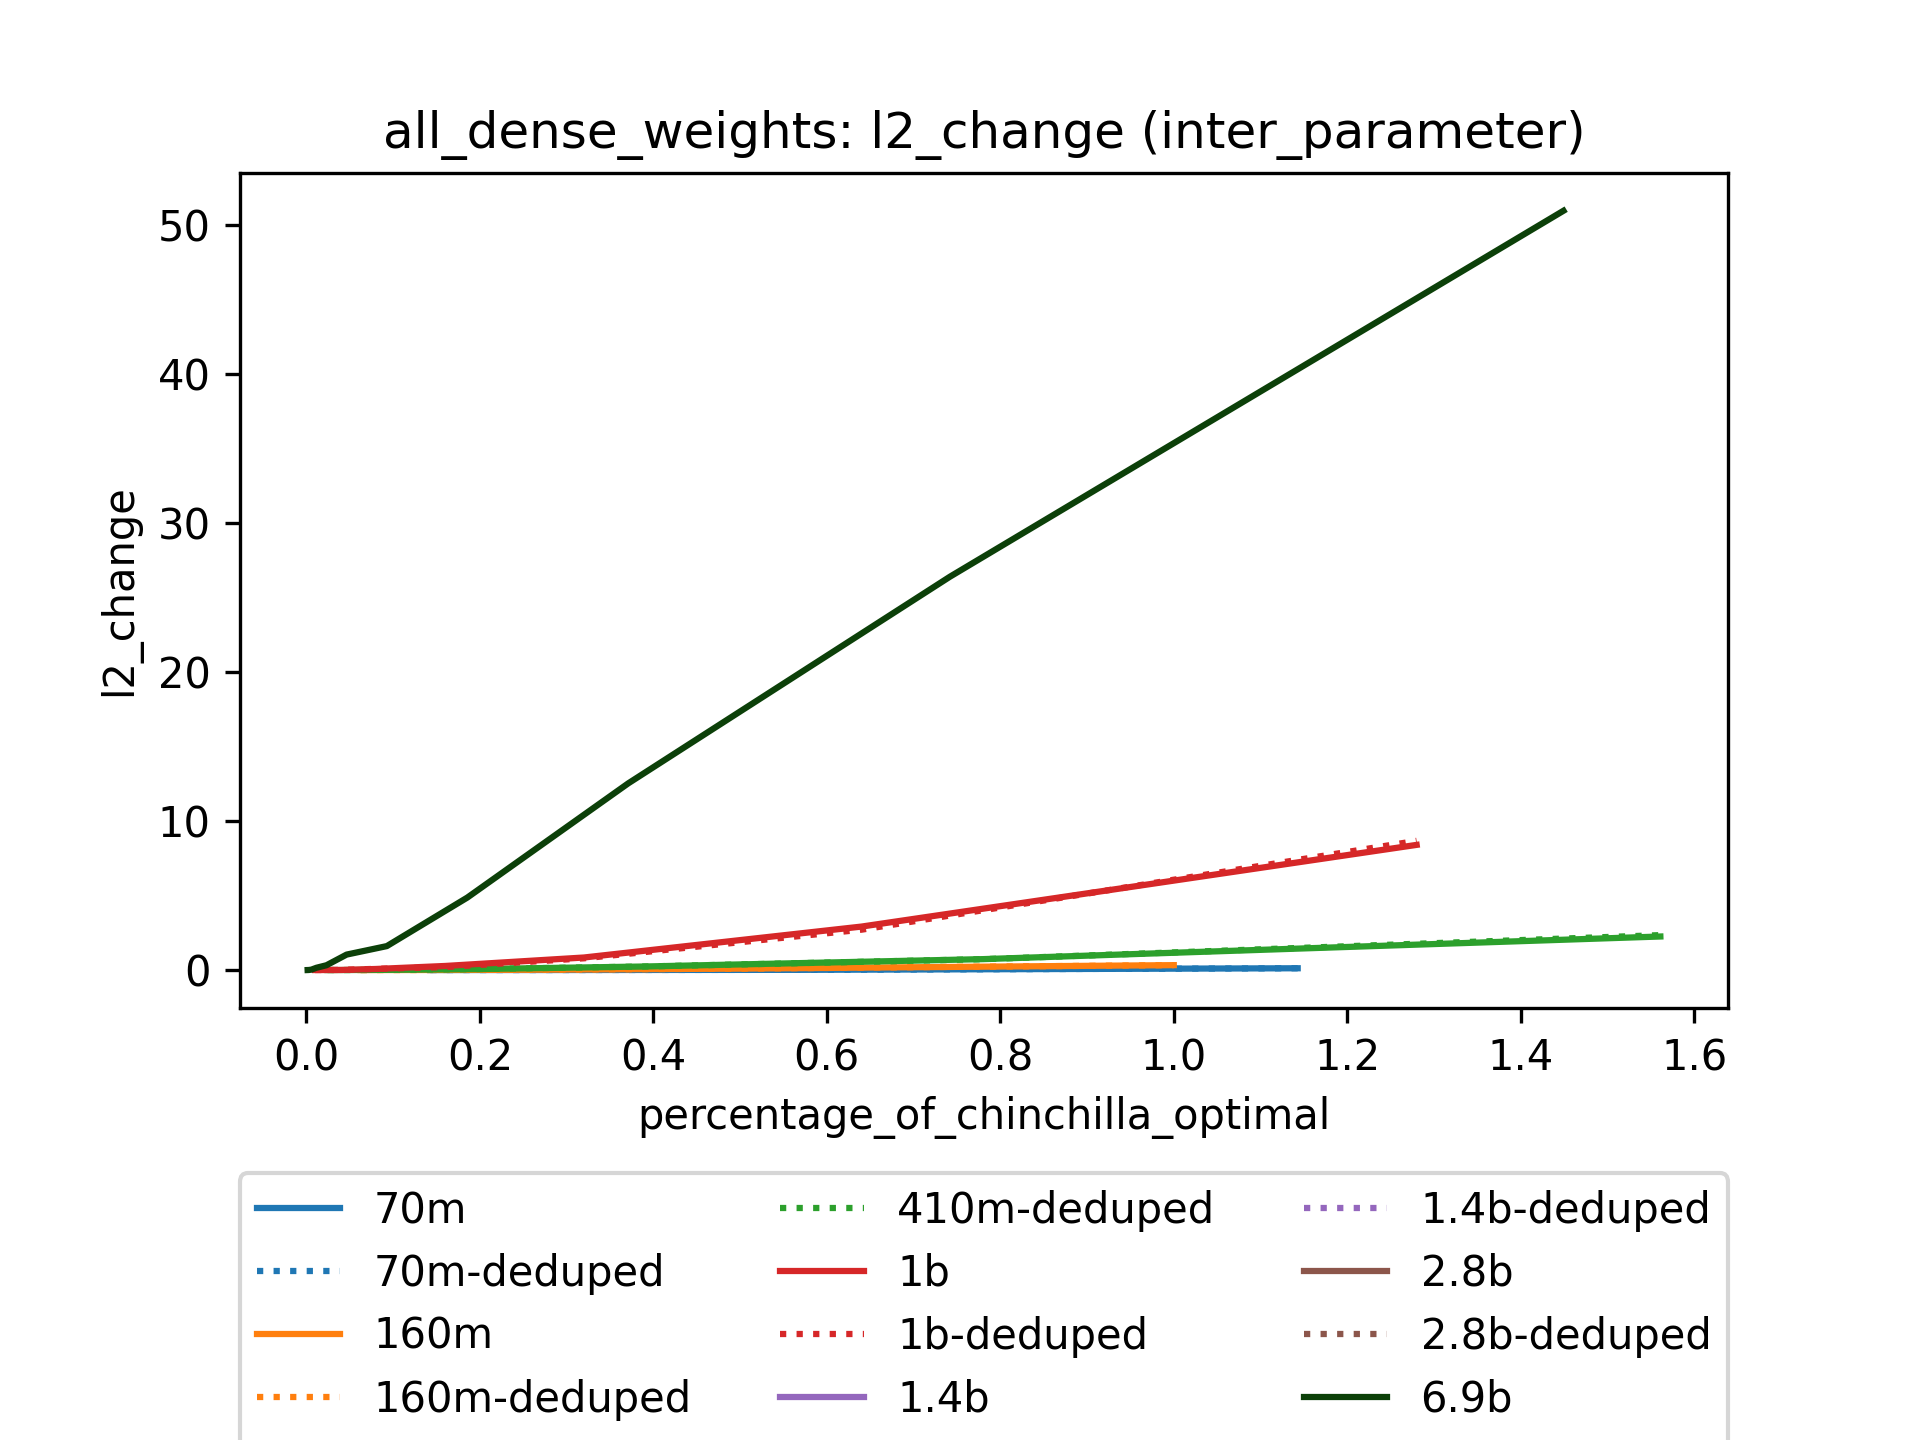 all_dense_weights: l2_change (inter_parameter)
50
40
30
20
10
0
l2_change
0.0 0.2 0.4 0.6 0.8 1.0 1.2 1.4 1.6
percentage_of_chinchilla_optimal
70m 410m-deduped 1.4b-deduped
70m-deduped 1b 2.8b
160m 1b-deduped 2.8b-deduped
160m-deduped 1.4b 6.9b